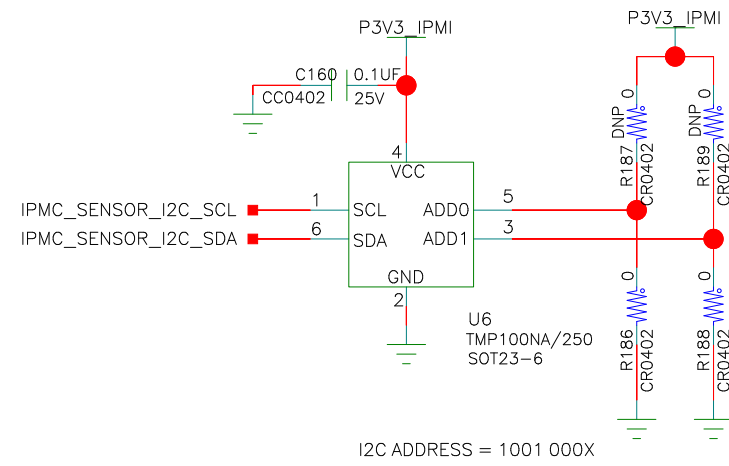 P3V3_IPMI
P3V3_IPMI
C160 0.1UF
CC0402 25V
DNP 0
R187 CR0402
DNP 0
R189 CR0402
4
VCC
IPMC_SENSOR_I2C_SCL 1 SCL ADD0 5
IPMC_SENSOR_I2C_SDA 6 SDA ADD1 3
GND
2
0
R186 CR0402
0
R188 CR0402
U6
TMP100NA/250
SOT23-6
I2C ADDRESS = 1001 000X